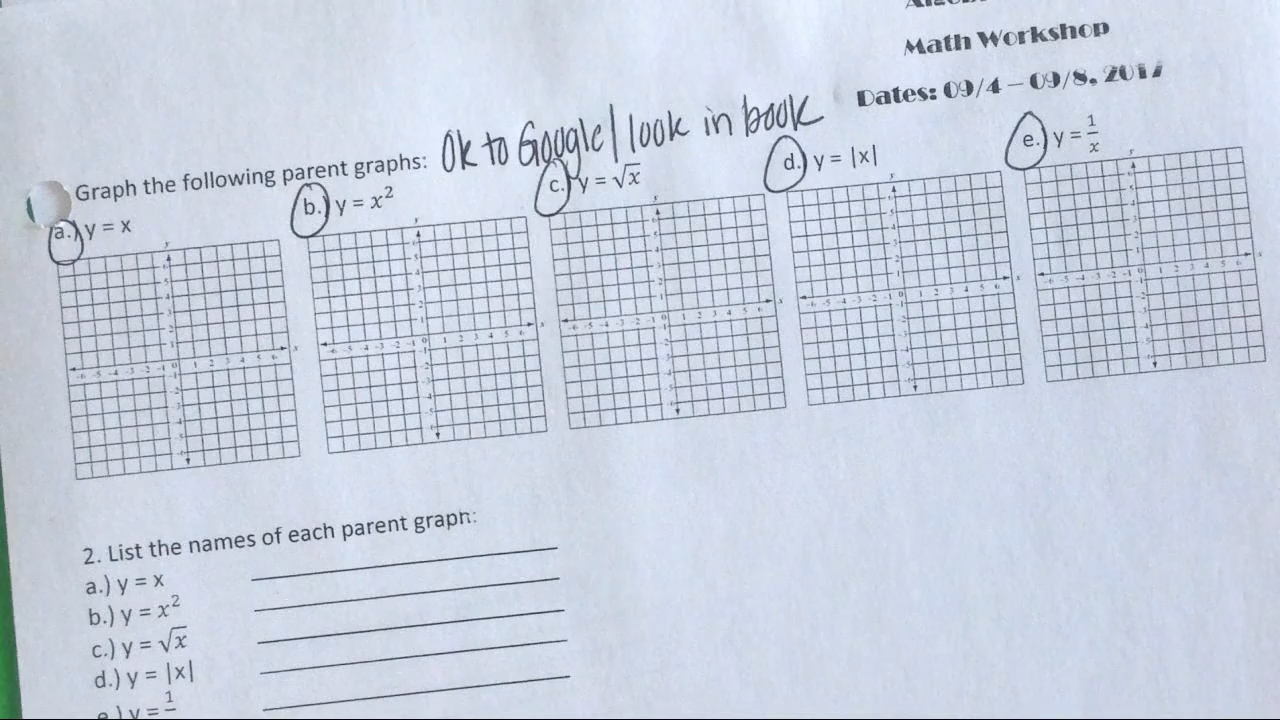 Math Workshop
Dates: 09/4 – 09/8, 2017
Graph the following parent graphs: Ok to Google/look in book
a.) y = x
b.) y = x²
c.) y = √x
d.) y = |x|
e.) y = 1/x
2. List the names of each parent graph:
a.) y = x
b.) y = x²
c.) y = √x
d.) y = |x|
e.) y = 1